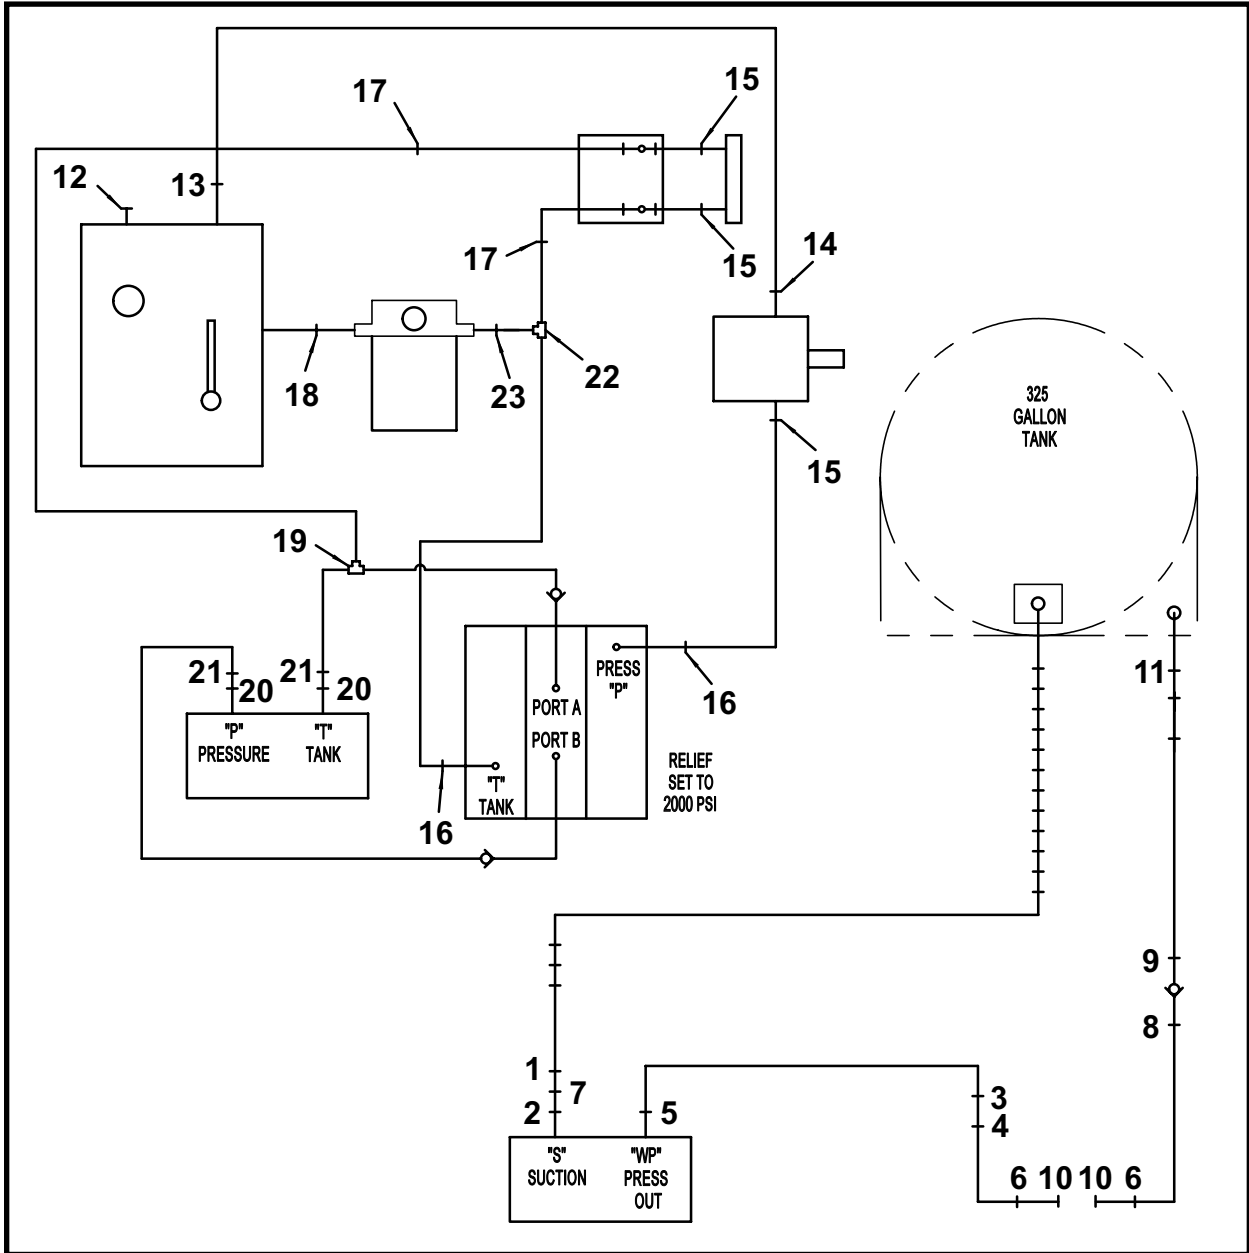 17
15
12
13
17
15
14
18
23
22
15
325
GALLON
TANK
19
21
20
21
20
"P"
PRESSURE
"T"
TANK
PRESS
"P"
PORT A
PORT B
16
11
"T"
TANK
RELIEF
SET TO
2000 PSI
16
9
8
1
7
2
5
3
4
"S"
SUCTION
"WP"
PRESS
OUT
6 10 10 6